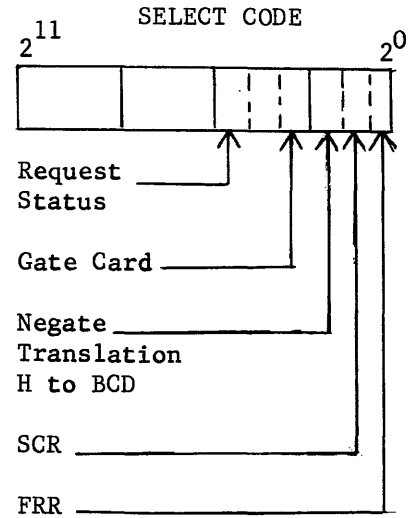 SELECT CODE
2^11 2^0
Request
Status
Gate Card
Negate
Translation
H to BCD
SCR
FRR